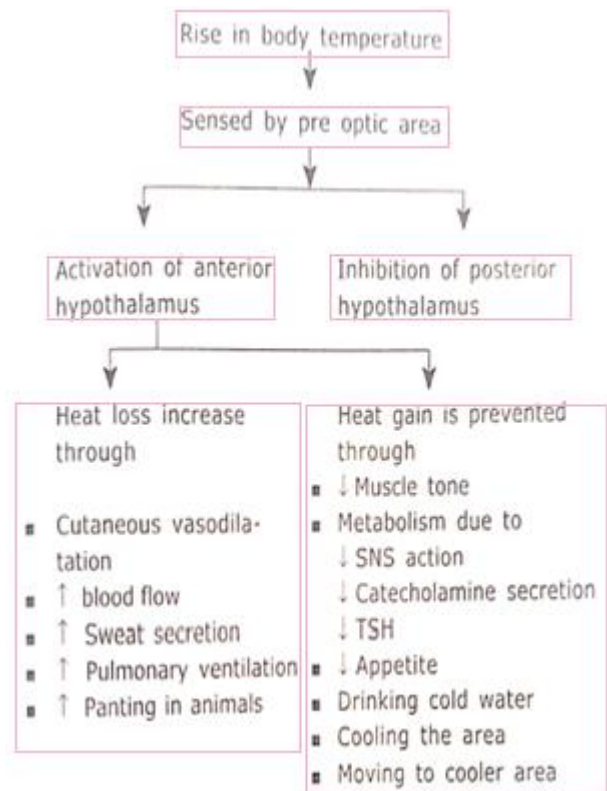 Rise in body temperature
Sensed by pre optic area
Activation of anterior
hypothalamus
Inhibition of posterior
hypothalamus
Heat loss increase
through
■ Cutaneous vasodila-
tation
■ ↑ blood flow
■ ↑ Sweat secretion
■ ↑ Pulmonary ventilation
■ ↑ Panting in animals
Heat gain is prevented
through
■ ↓ Muscle tone
■ Metabolism due to
↓ SNS action
↓ Catecholamine secretion
↓ TSH
■ ↓ Appetite
■ Drinking cold water
■ Cooling the area
■ Moving to cooler area